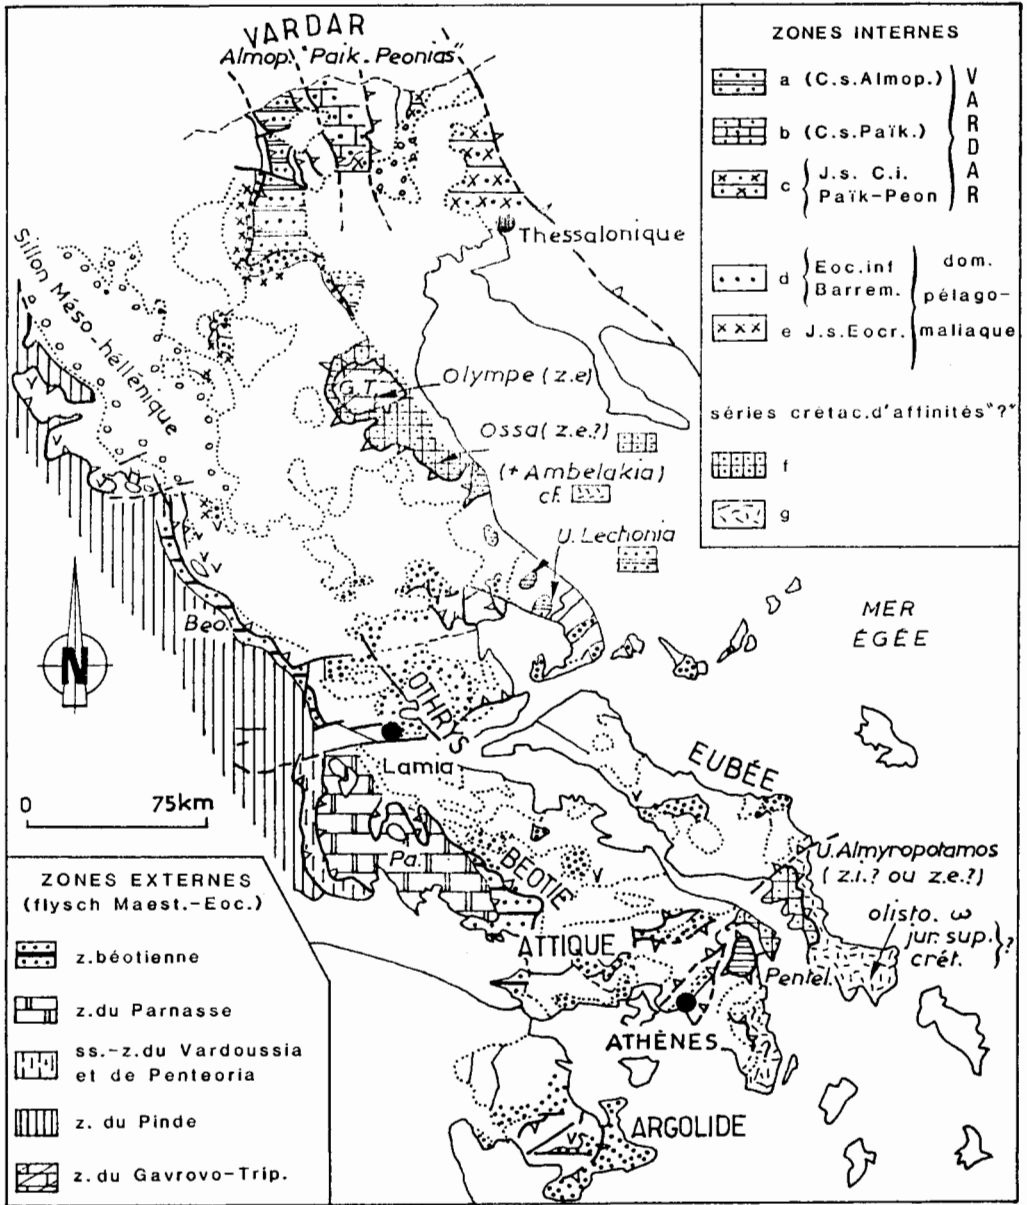 VARDAR
Almop. Paik. Peonias"
Sillon Méso-hellénique
Thessalonique
G.T.
Olympe (z.e)
Ossa (z.e.?)
(+ Ambelakia)
cf.
U. Lechonia
MER
ÉGÉE
Beo.
N
OTHRYS
Lamia
EUBÉE
0 75km
Pa.
BÉOTIE
U. Almyropotamos
(z.i.? ou z.e.?)
olisto. ω
jur. sup.
crét.
?
ATTIQUE
Pentel.
ATHÈNES
?
ARGOLIDE
ZONES INTERNES
a (C.s.Almop.)
b (C.s.Païk.)
c J.s. C.i.
Païk-Peon
VARDAR
d Eoc.inf
Barrem.
e J.s.Eocr.
dom.
pélago-
maliaque
séries crétac.d'affinités"?"
f
g
ZONES EXTERNES
(flysch Maest.-Eoc.)
z.béotienne
z.du Parnasse
ss.-z.du Vardoussia
et de Penteoria
z. du Pinde
z. du Gavrovo-Trip.